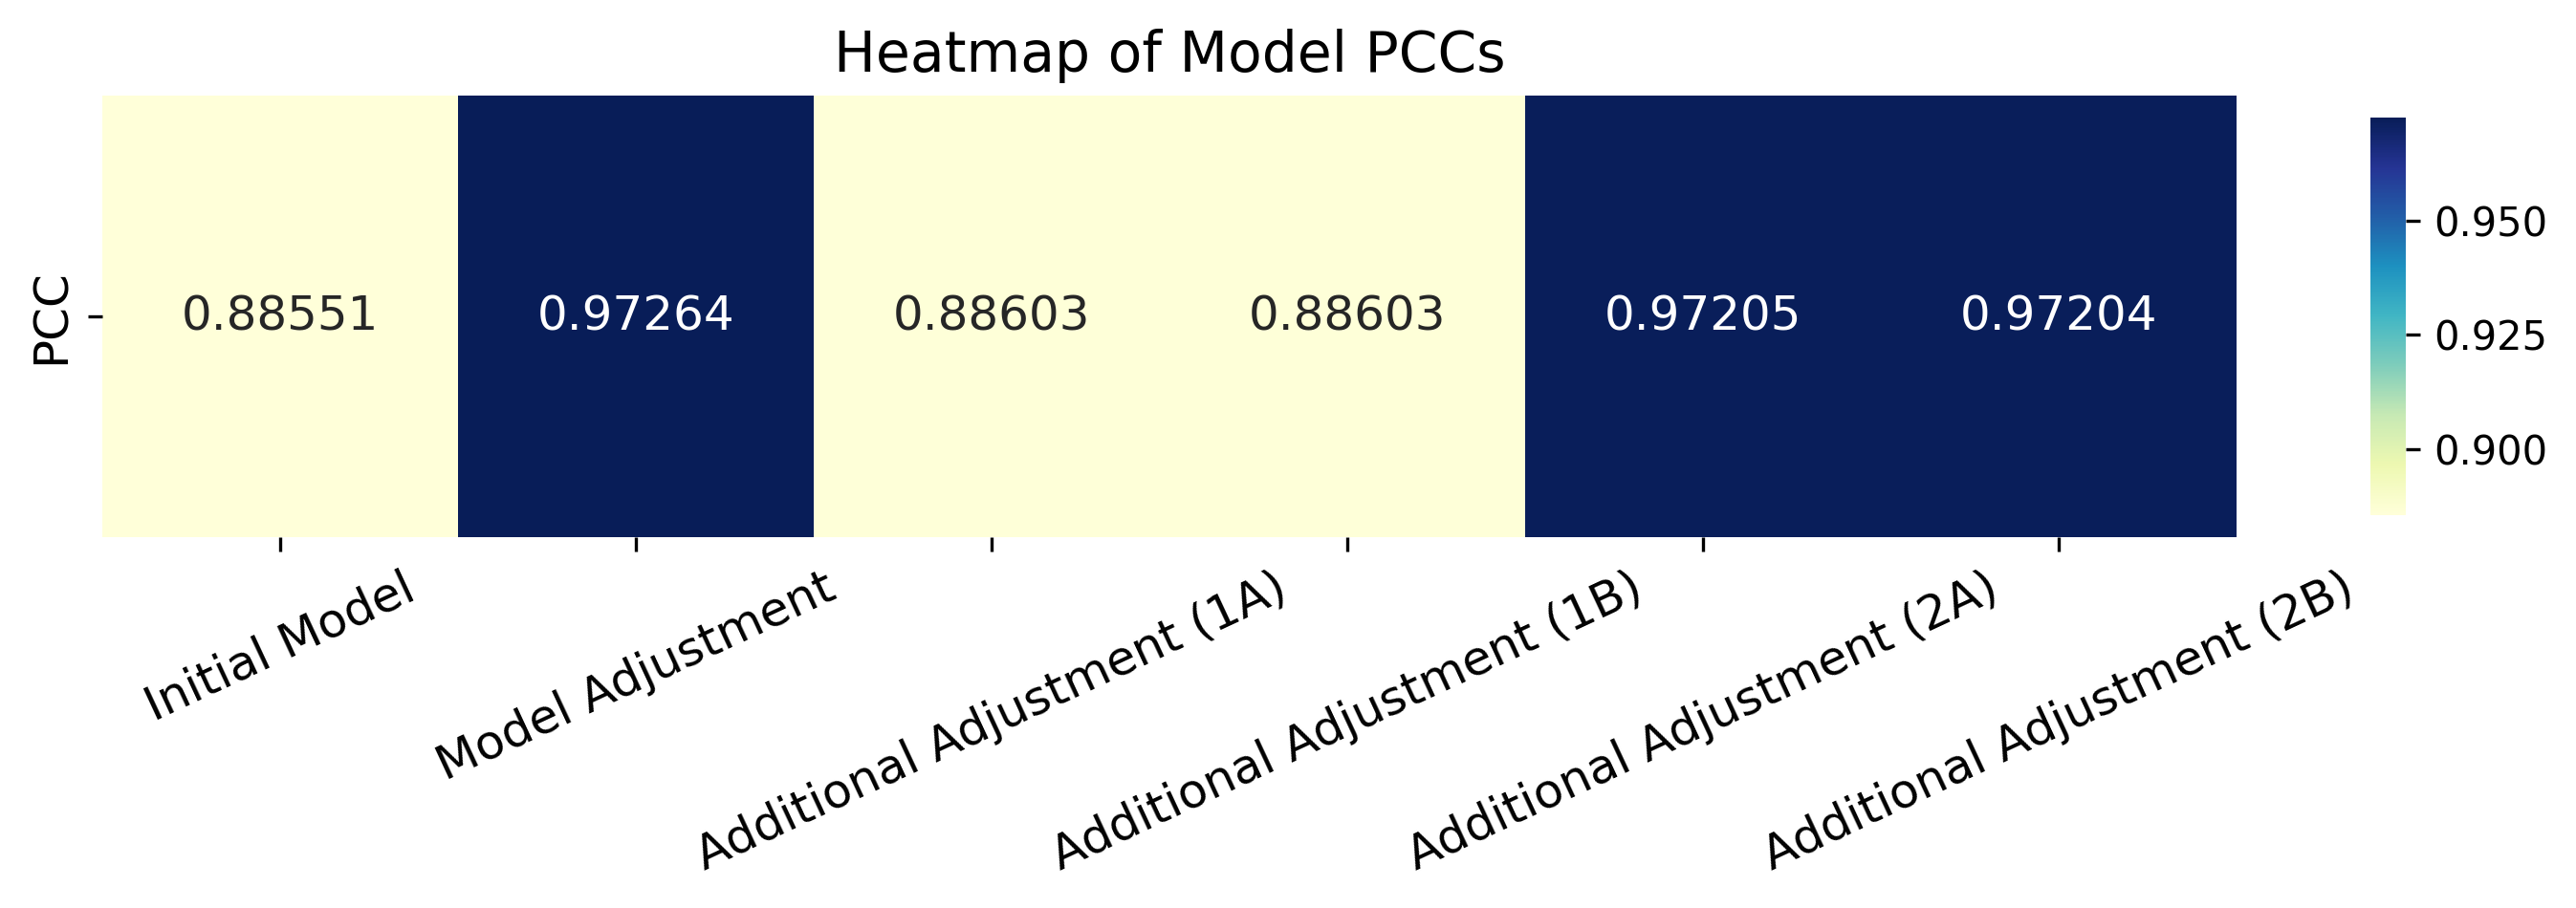 Heatmap of Model PCCs
PCC
0.88551
0.97264
0.88603
0.88603
0.97205
0.97204
Initial Model
Model Adjustment
Additional Adjustment (1A)
Additional Adjustment (1B)
Additional Adjustment (2A)
Additional Adjustment (2B)
0.950
0.925
0.900